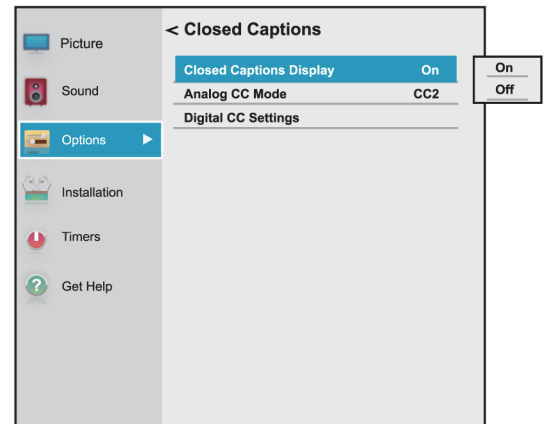 Picture
Sound
Options
Installation
Timers
Get Help
< Closed Captions
Closed Captions Display On
Analog CC Mode CC2
Digital CC Settings
On
Off